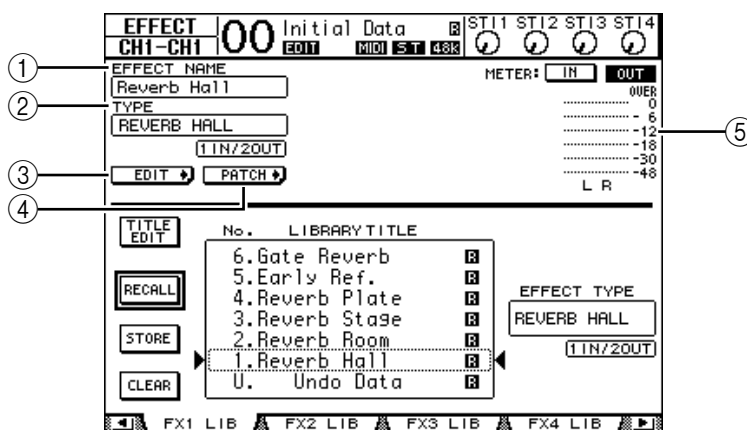 EFFECT
CH1-CH1
00
Initial Data R
EDIT MIDI ST 48K
STI1 STI2 STI3 STI4
① EFFECT NAME
Reverb Hall
② TYPE
REVERB HALL
1IN/2OUT
③ EDIT PATCH
④
METER: IN OUT
OVER
0
-6
-12
⑤
-18
-30
-48
L R
TITLE EDIT
RECALL
STORE
CLEAR
No. LIBRARY TITLE
6.Gate Reverb R
5.Early Ref. R
4.Reverb Plate R
3.Reverb Stage R
2.Reverb Room R
1.Reverb Hall R
U. Undo Data R
EFFECT TYPE
REVERB HALL
1IN/2OUT
FX1 LIB FX2 LIB FX3 LIB FX4 LIB